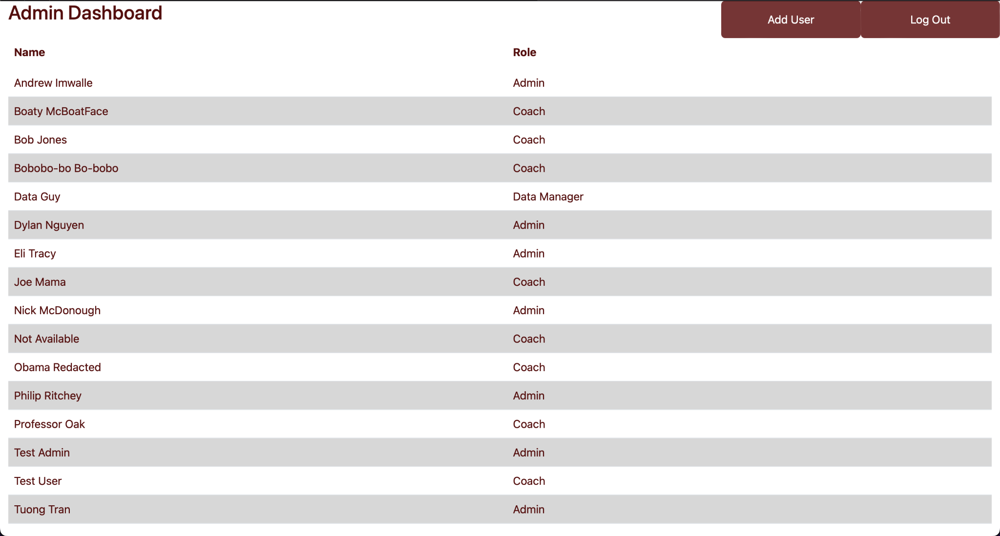 Admin Dashboard
Add User
Log Out
Name Role
Andrew Imwalle Admin
Boaty McBoatFace Coach
Bob Jones Coach
Bobobo-bo Bo-bobo Coach
Data Guy Data Manager
Dylan Nguyen Admin
Eli Tracy Admin
Joe Mama Coach
Nick McDonough Admin
Not Available Coach
Obama Redacted Coach
Philip Ritchey Admin
Professor Oak Coach
Test Admin Admin
Test User Coach
Tuong Tran Admin